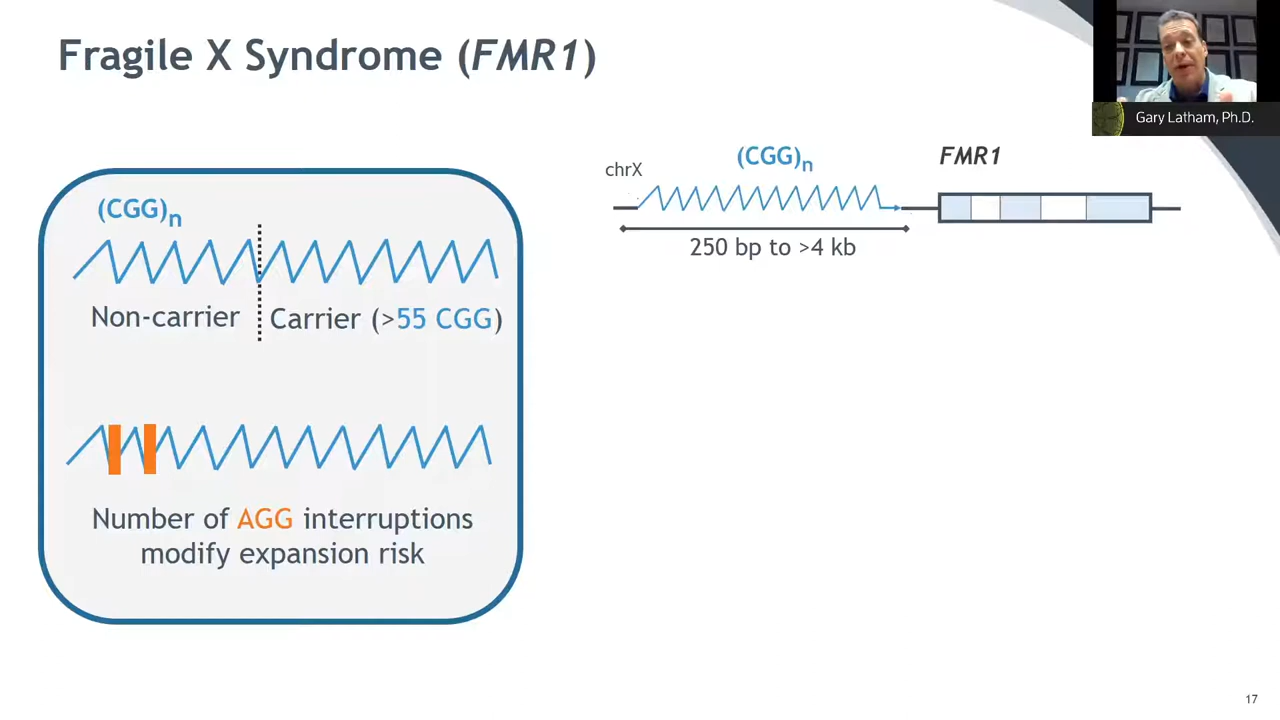 Fragile X Syndrome (FMR1)
Gary Latham, Ph.D.
(CGG)n
Non-carrier
Carrier (>55 CGG)
Number of AGG interruptions
modify expansion risk
chrX
(CGG)n
FMR1
250 bp to >4 kb
17